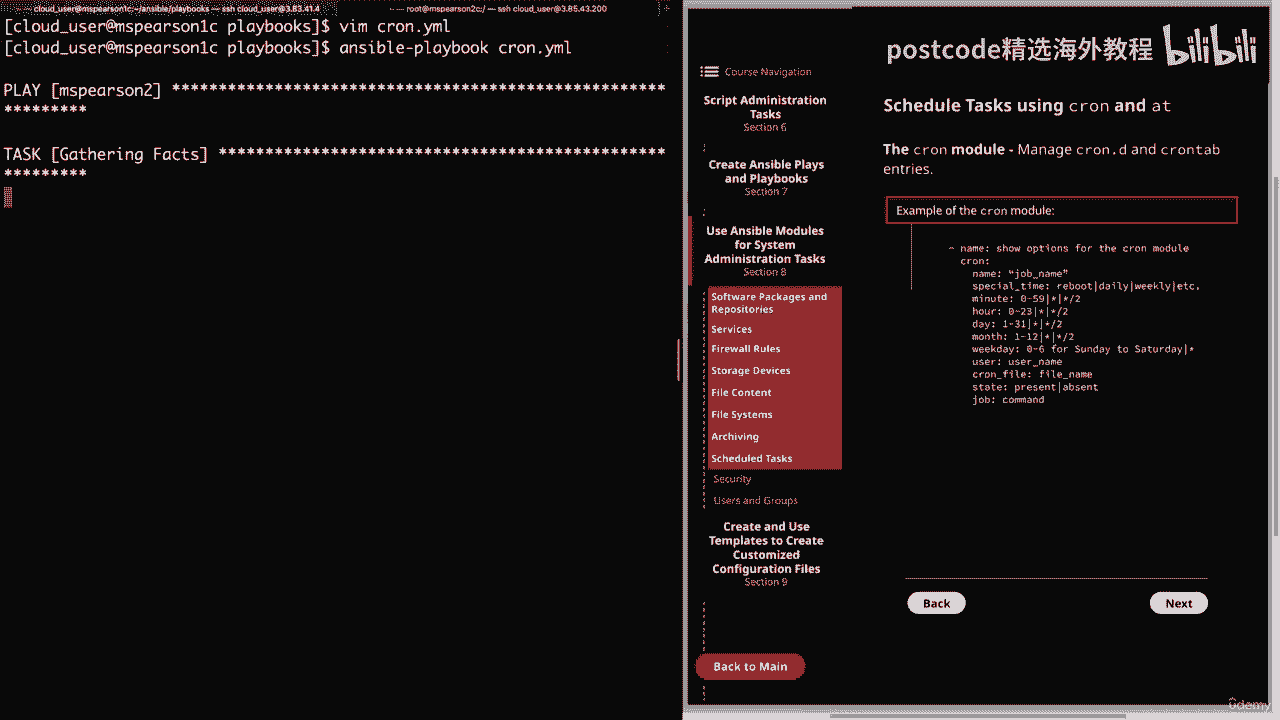 cloud_user@mspearson1c:~/ansible/playbooks — ssh cloud_user@3.83.41.4
root@mspearson2c:/ — ssh cloud_user@3.85.43.200
[cloud_user@mspearson1c playbooks]$ vim cron.yml
[cloud_user@mspearson1c playbooks]$ ansible-playbook cron.yml
PLAY [mspearson2] **********************************************
*********
TASK [Gathering Facts] *****************************************
*********
postcode精选海外教程 bilibili
Course Navigation
Script Administration
Tasks
Section 6
Create Ansible Plays
and Playbooks
Section 7
Use Ansible Modules
for System
Administration Tasks
Section 8
Software Packages and
Repositories
Services
Firewall Rules
Storage Devices
File Content
File Systems
Archiving
Scheduled Tasks
Security
Users and Groups
Create and Use
Templates to Create
Customized
Configuration Files
Section 9
Back to Main
Schedule Tasks using cron and at
The cron module - Manage cron.d and crontab
entries.
Example of the cron module:
- name: show options for the cron module
cron:
name: "job_name"
special_time: reboot|daily|weekly|etc.
minute: 0-59|*|*/2
hour: 0-23|*|*/2
day: 1-31|*|*/2
month: 1-12|*|*/2
weekday: 0-6 for Sunday to Saturday|*
user: user_name
cron_file: file_name
state: present|absent
job: command
Back
Next
ûdemy